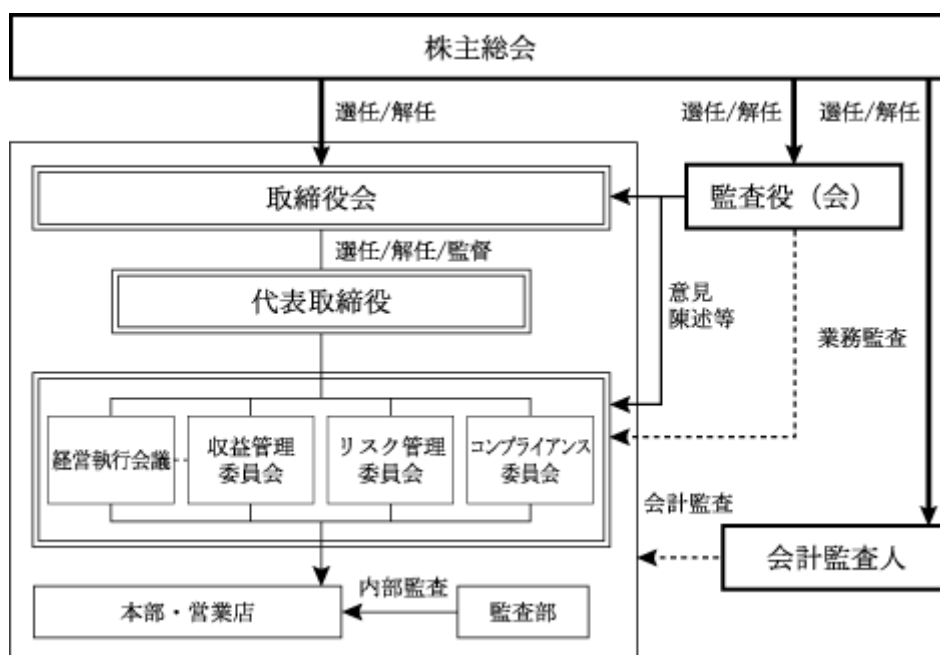 株主総会
選任/解任
選任/解任
選任/解任
取締役会
監査役（会）
選任/解任/監督
代表取締役
意見
陳述等
業務監査
経営執行会議
収益管理
委員会
リスク管理
委員会
コンプライアンス
委員会
会計監査
会計監査人
本部・営業店
内部監査
監査部